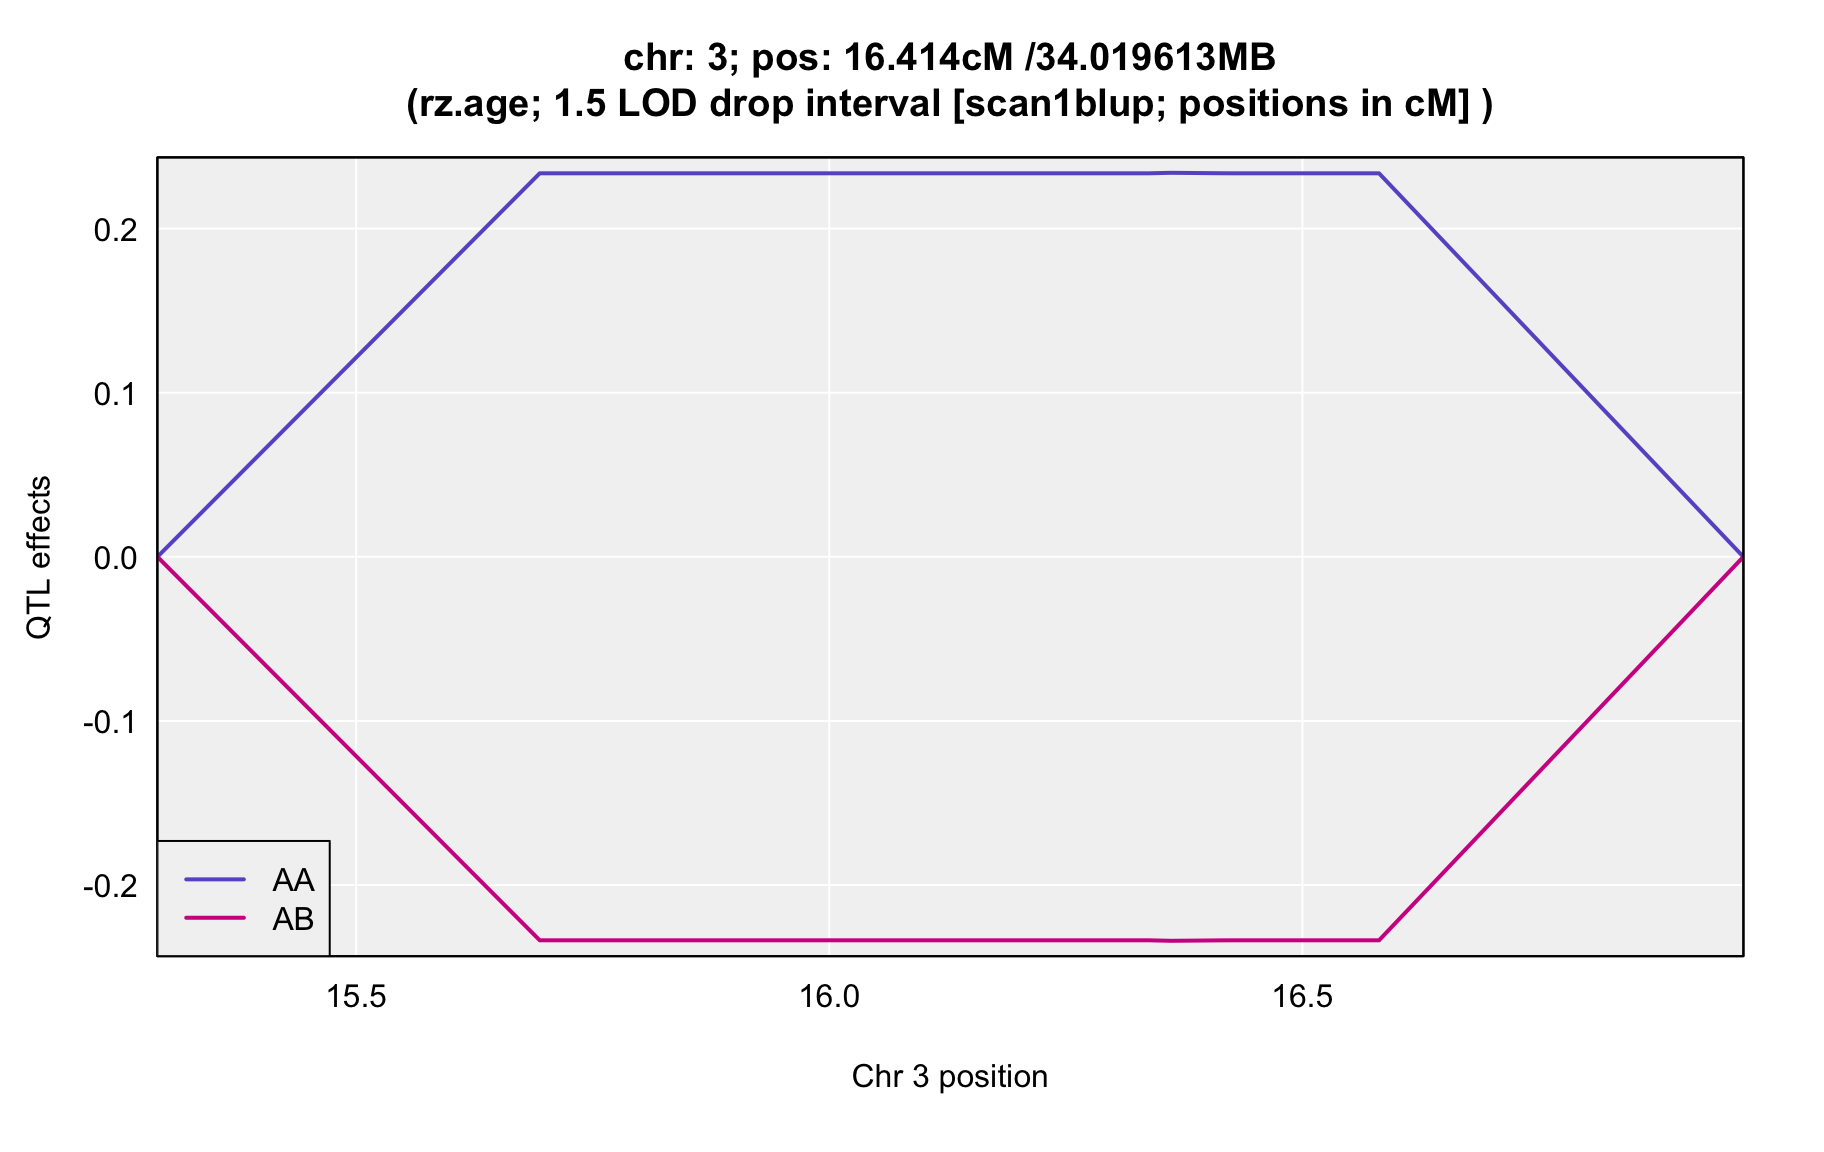 chr: 3; pos: 16.414cM /34.019613MB
(rz.age; 1.5 LOD drop interval [scan1blup; positions in cM] )
QTL effects
0.2
0.1
0.0
-0.1
-0.2
AA
AB
15.5 16.0 16.5
Chr 3 position